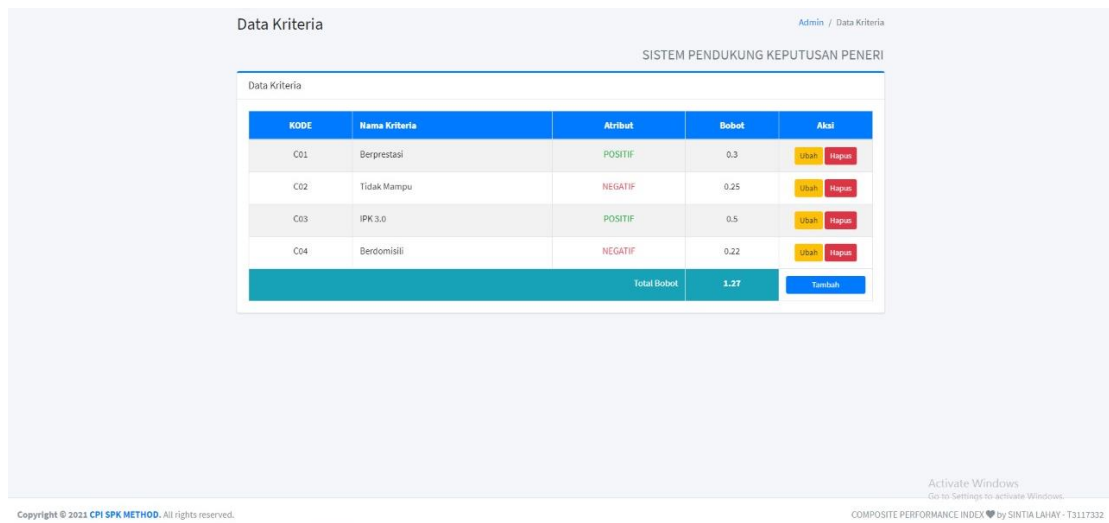 Data Kriteria
Admin / Data Kriteria
SISTEM PENDUKUNG KEPUTUSAN PENERI
Data Kriteria
KODE Nama Kriteria Atribut Bobot Aksi
C01 Berprestasi POSITIF 0.3 Ubah Hapus
C02 Tidak Mampu NEGATIF 0.25 Ubah Hapus
C03 IPK 3.0 POSITIF 0.5 Ubah Hapus
C04 Berdomisili NEGATIF 0.22 Ubah Hapus
Total Bobot 1.27 Tambah
Activate Windows
Go to Settings to activate Windows.
Copyright © 2021 CPI SPK METHOD. All rights reserved.
COMPOSITE PERFORMANCE INDEX ♥ by SINTIA LAHAY - T3117332